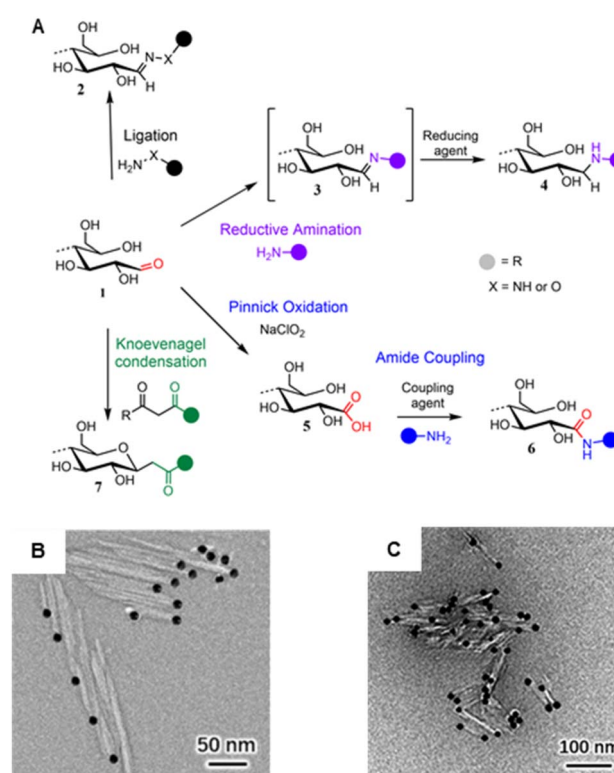 A
OH
HO
OH
N
X
HO
OH
H
2
Ligation
H₂N
X
OH
OH
HO
N
HO
OH
H
3
Reducing
agent
OH
OH
H
HO
N
HO
OH
H
4
Reductive Amination
H₂N
OH
OH
HO
O
HO
OH
1
= R
X = NH or O
Pinnick Oxidation
NaClO₂
Knoevenagel
condensation
O
O
R
OH
OH
O
HO
HO
OH
OH
5
Amide Coupling
Coupling
agent
NH₂
OH
OH
O
HO
HO
OH
N
H
6
OH
O
HO
HO
OH
O
7
B
50 nm
C
100 nm